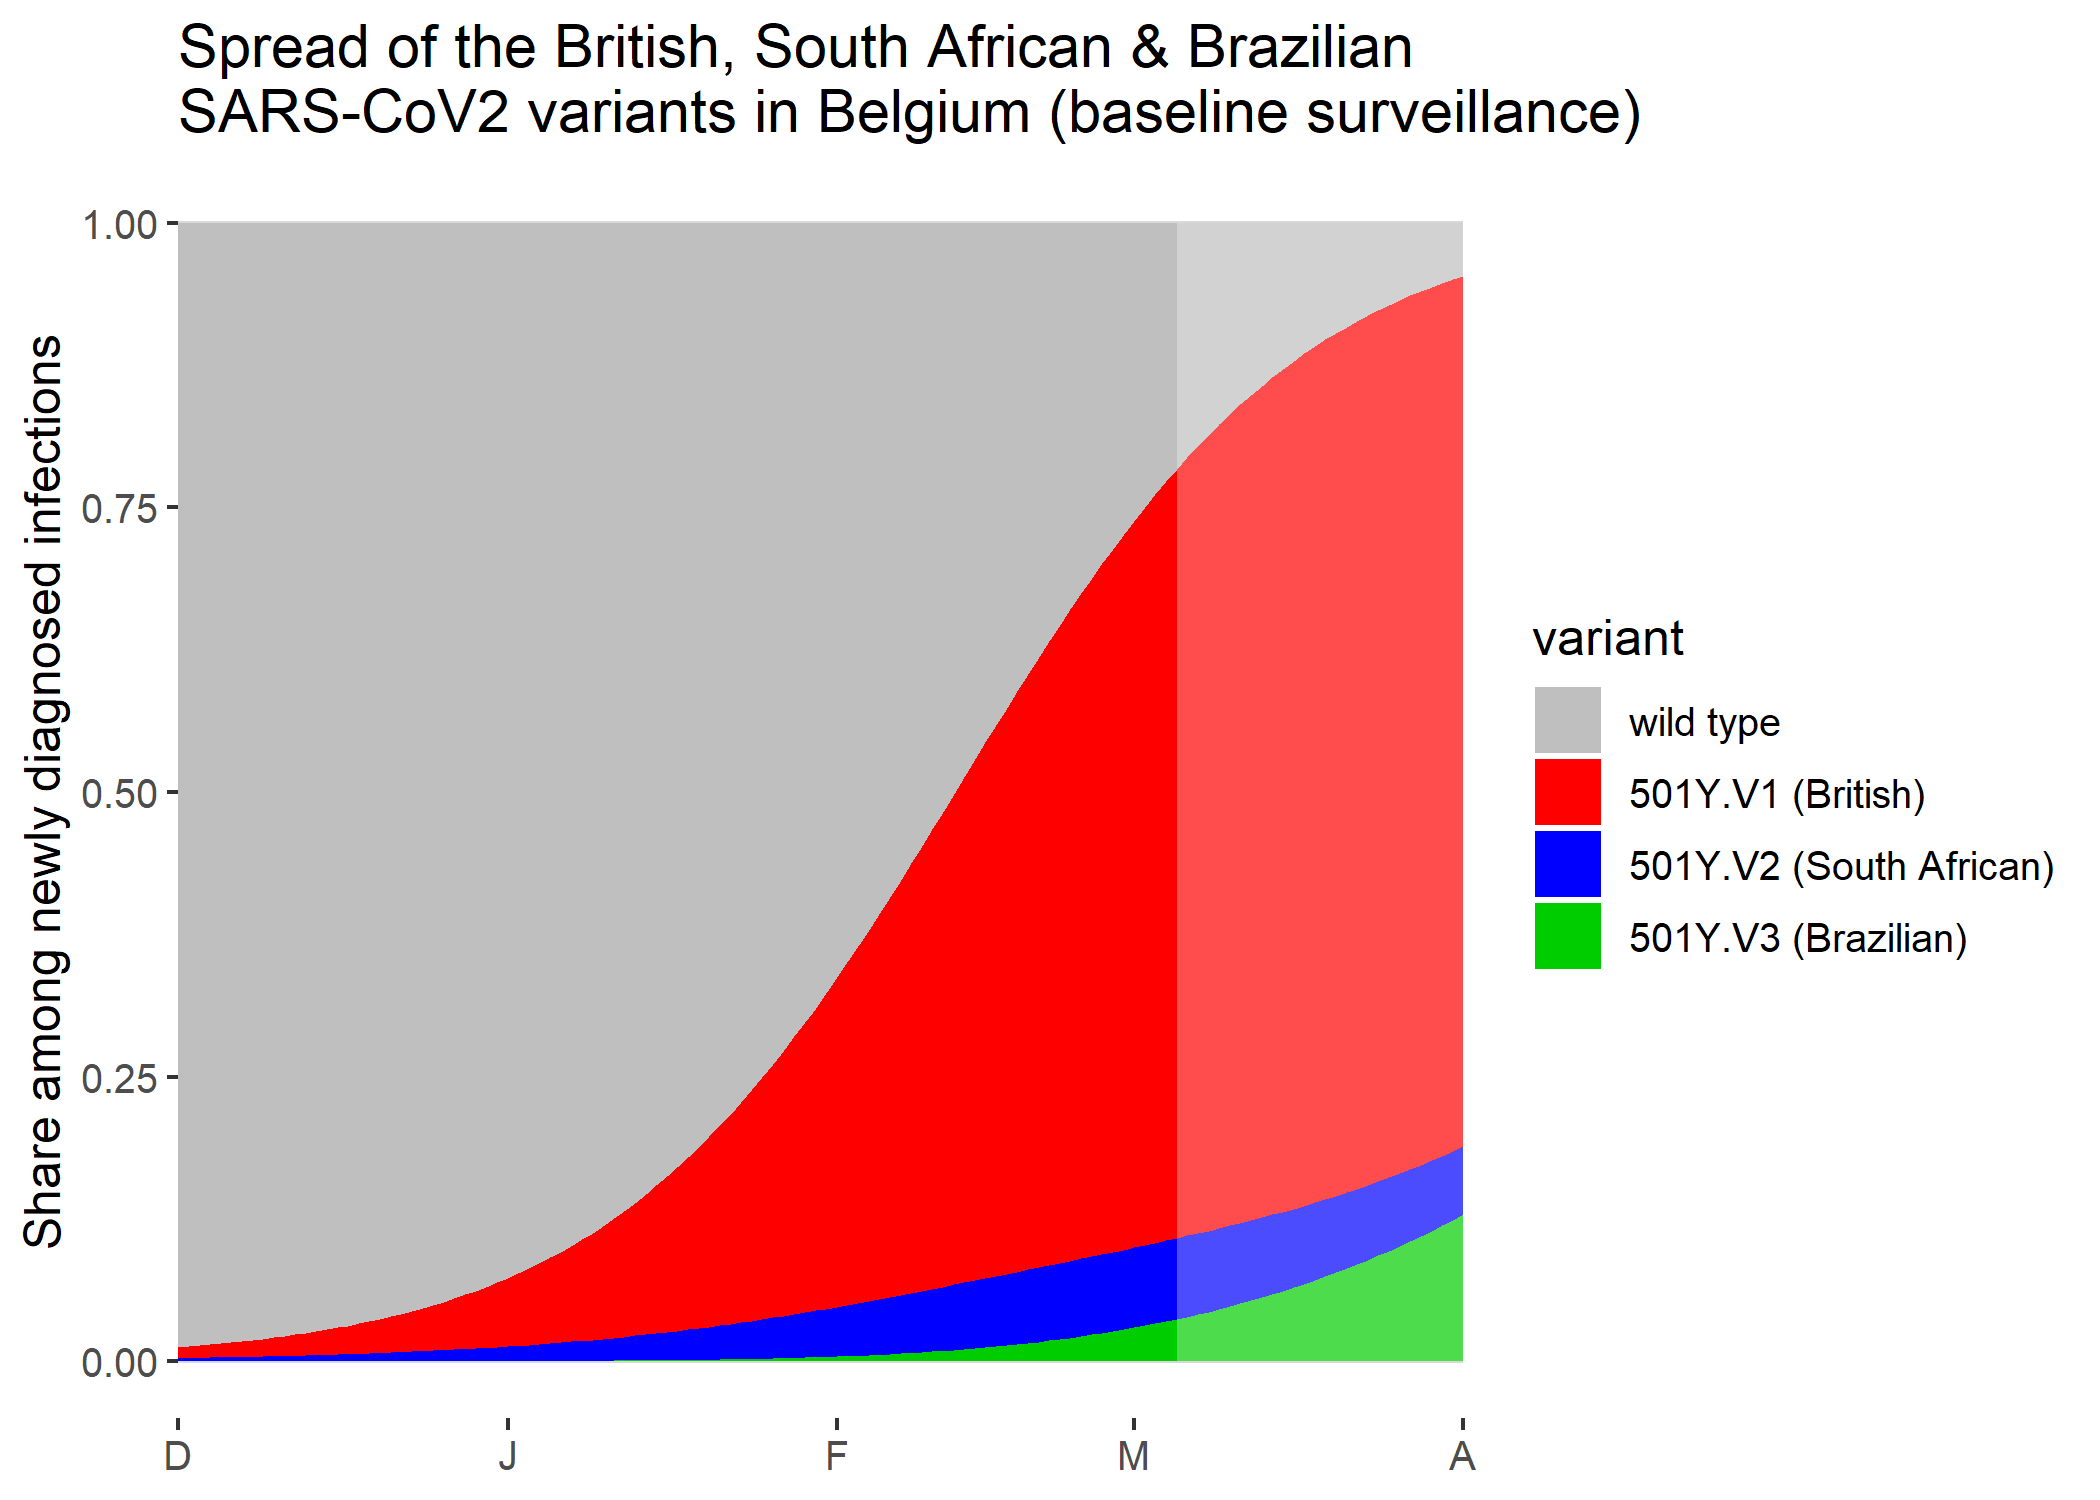 Spread of the British, South African & Brazilian
SARS-CoV2 variants in Belgium (baseline surveillance)
Share among newly diagnosed infections
1.00
0.75
0.50
0.25
0.00
D J F M A
variant
wild type
501Y.V1 (British)
501Y.V2 (South African)
501Y.V3 (Brazilian)